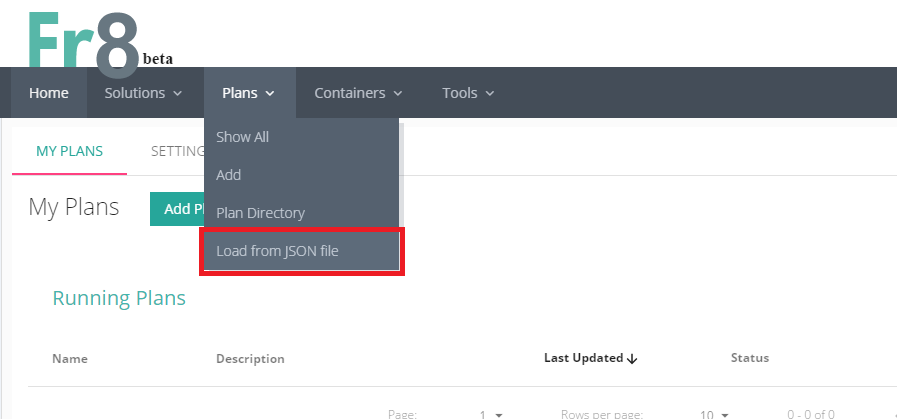 Fr8 beta
Home Solutions Plans Containers Tools
Show All
MY PLANS SETTING
Add
My Plans Add Pl
Plan Directory
Load from JSON file
Running Plans
Name Description Last Updated Status
Page: 1 Rows per page: 10 0 - 0 of 0